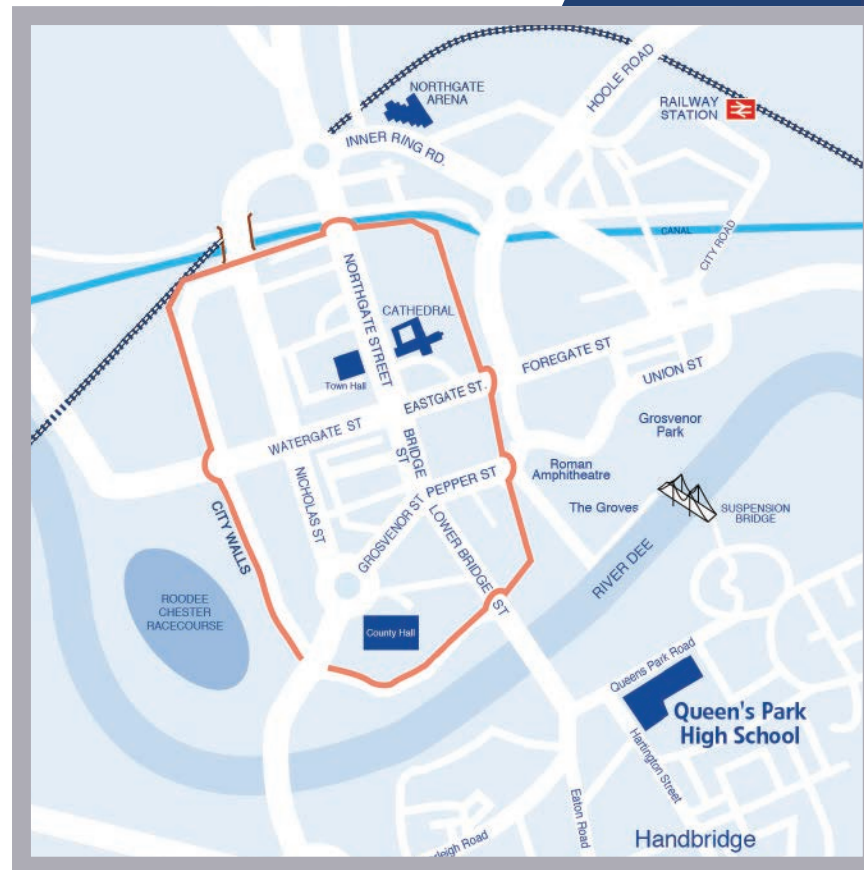 NORTHGATE
ARENA
HOOLE ROAD
RAILWAY
STATION
INNER RING RD.
CANAL
CITY ROAD
NORTHGATE STREET
CATHEDRAL
Town Hall
FOREGATE ST
EASTGATE ST.
UNION ST
WATERGATE ST
BRIDGE
ST
Grosvenor
Park
NICHOLAS ST
PEPPER ST
Roman
Amphitheatre
CITY WALLS
GROSVENOR ST
The Groves
SUSPENSION
BRIDGE
LOWER BRIDGE ST
RIVER DEE
ROODEE
CHESTER
RACECOURSE
County Hall
Queens Park Road
Queen's Park
High School
Hartington Street
Eaton Road
Road
Handbridge